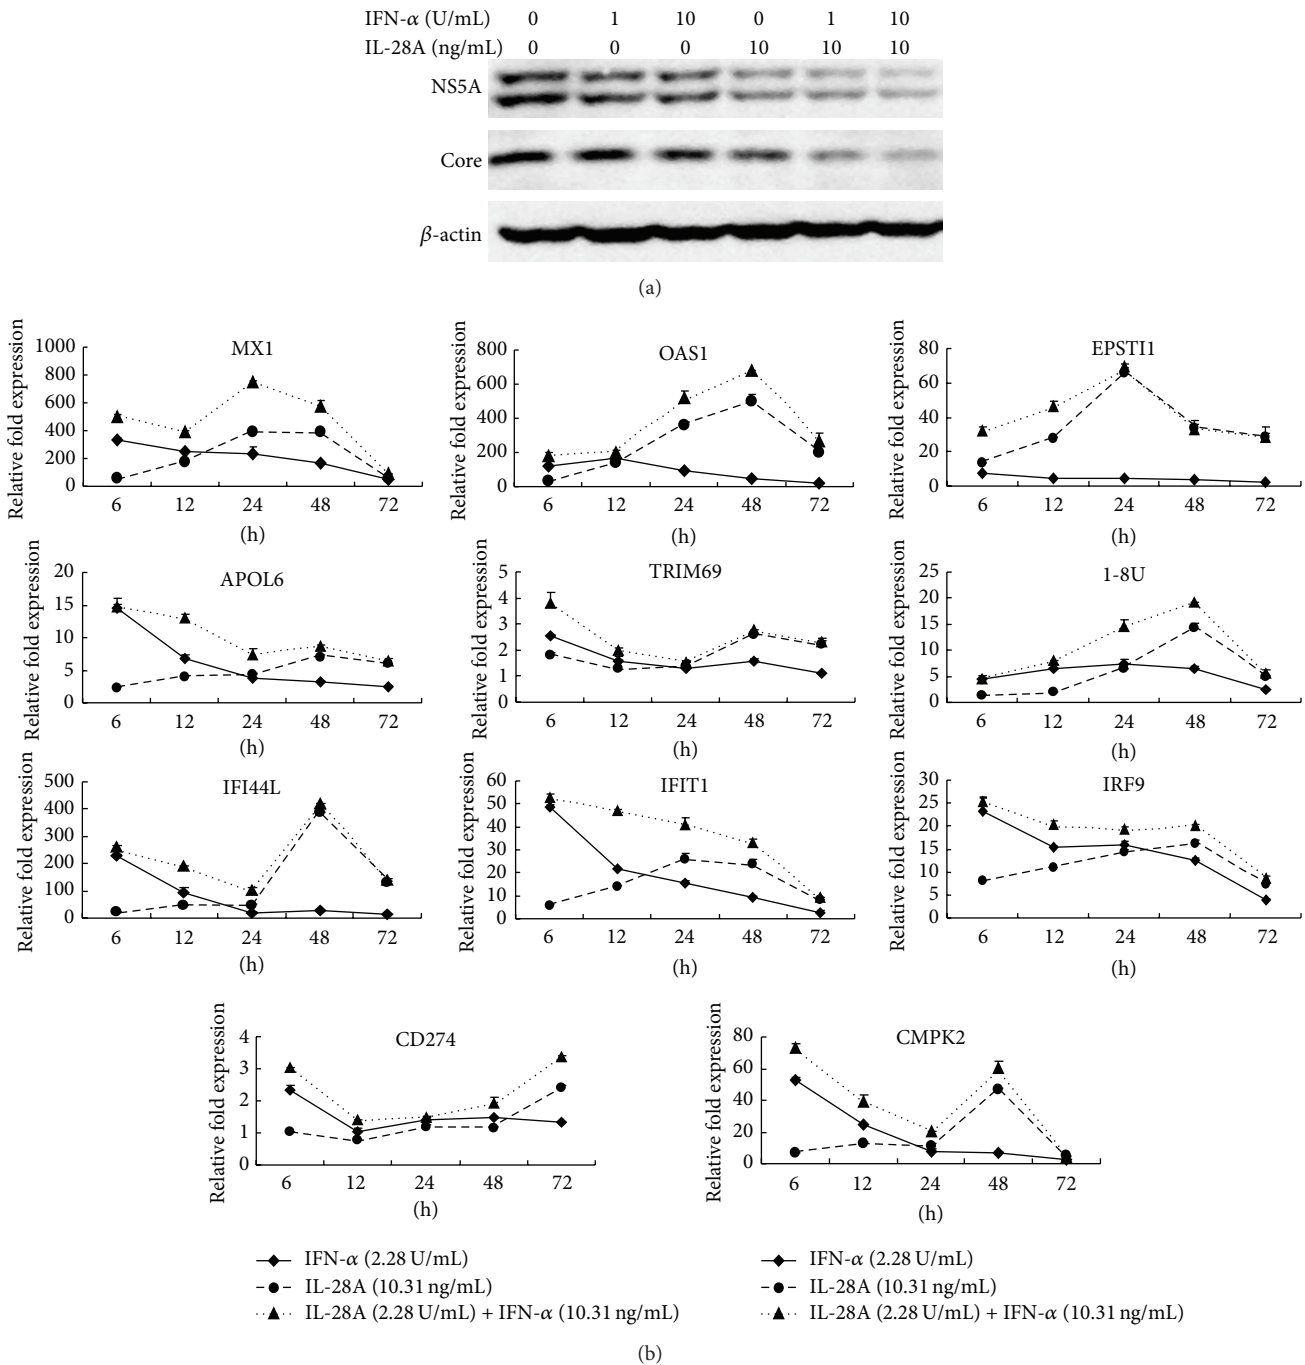 IFN-α (U/mL) 0 1 10 0 1 10
IL-28A (ng/mL) 0 0 0 10 10 10
NS5A
Core
β-actin
(a)
MX1
Relative fold expression
1000
800
600
400
200
0
6 12 24 48 72
(h)
OAS1
Relative fold expression
800
600
400
200
0
6 12 24 48 72
(h)
EPSTI1
Relative fold expression
80
60
40
20
0
6 12 24 48 72
(h)
APOL6
Relative fold expression
20
15
10
5
0
6 12 24 48 72
(h)
TRIM69
Relative fold expression
5
4
3
2
1
0
6 12 24 48 72
(h)
1-8U
Relative fold expression
25
20
15
10
5
0
6 12 24 48 72
(h)
IFI44L
Relative fold expression
500
400
300
200
100
0
6 12 24 48 72
(h)
IFIT1
Relative fold expression
60
50
40
30
20
10
0
6 12 24 48 72
(h)
IRF9
Relative fold expression
30
25
20
15
10
5
0
6 12 24 48 72
(h)
CD274
Relative fold expression
4
3
2
1
0
6 12 24 48 72
(h)
CMPK2
Relative fold expression
80
60
40
20
0
6 12 24 48 72
(h)
IFN-α (2.28 U/mL)
IL-28A (10.31 ng/mL)
IL-28A (2.28 U/mL) + IFN-α (10.31 ng/mL)
IFN-α (2.28 U/mL)
IL-28A (10.31 ng/mL)
IL-28A (2.28 U/mL) + IFN-α (10.31 ng/mL)
(b)